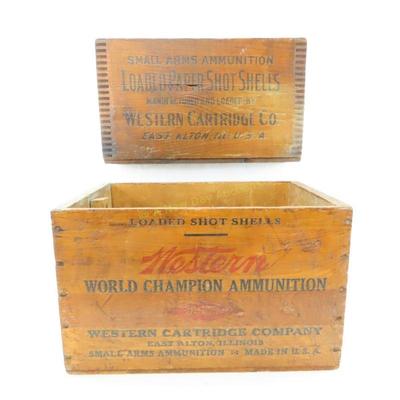 SMALL ARMS AMMUNITION
LOADED PAPER SHOT SHELLS
MANUFACTURED AND LOADED BY
WESTERN CARTRIDGE CO.
EAST ALTON, ILL. U.S.A.
LOADED SHOT SHELLS
Western
WORLD CHAMPION AMMUNITION
WESTERN CARTRIDGE COMPANY
EAST ALTON, ILLINOIS
SMALL ARMS AMMUNITION MADE IN U.S.A.